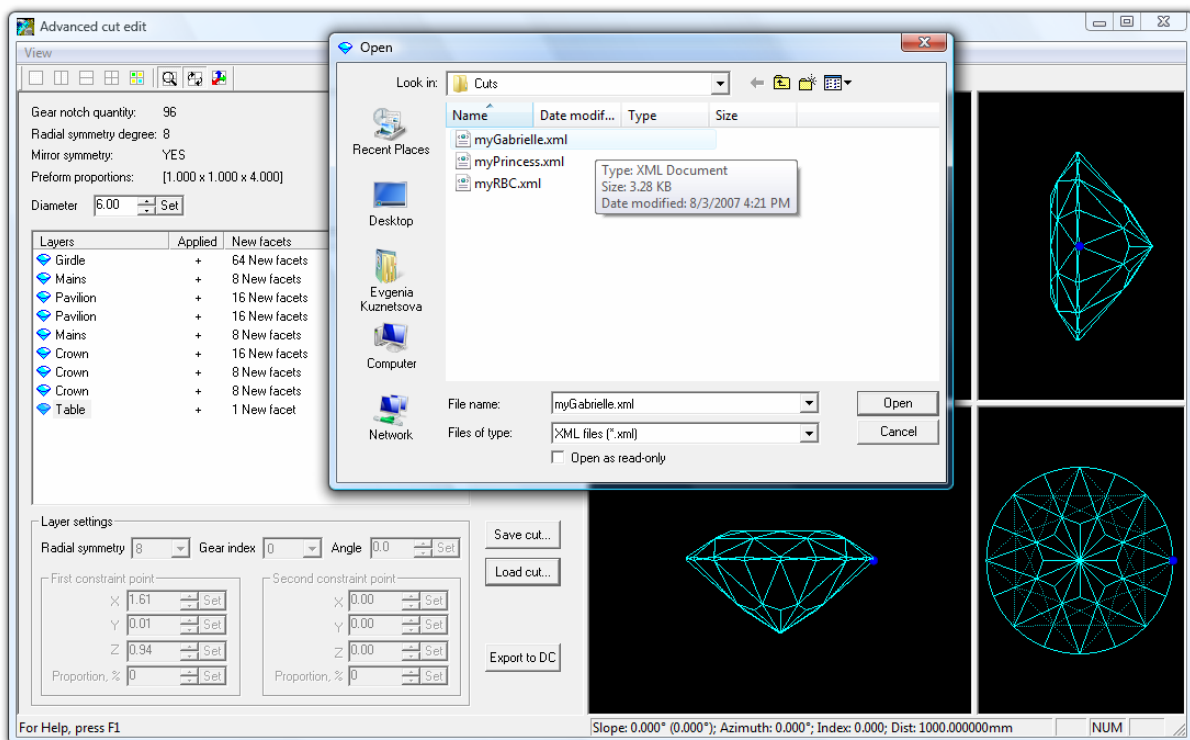 Advanced cut edit
View
Gear notch quantity: 96
Radial symmetry degree: 8
Mirror symmetry: YES
Preform proportions: [1.000 x 1.000 x 4.000]
Diameter 6.00 Set
Layers Applied New facets
Girdle + 64 New facets
Mains + 8 New facets
Pavilion + 16 New facets
Pavilion + 16 New facets
Mains + 8 New facets
Crown + 16 New facets
Crown + 8 New facets
Crown + 8 New facets
Table + 1 New facet
Open
Look in: Cuts
Recent Places
Desktop
Evgenia
Kuznetsova
Computer
Network
Name Date modif... Type Size
myGabrielle.xml
myPrincess.xml
myRBC.xml
Type: XML Document
Size: 3.28 KB
Date modified: 8/3/2007 4:21 PM
File name: myGabrielle.xml Open
Files of type: XML files (*.xml) Cancel
Open as read-only
Layer settings
Radial symmetry 8 Gear index 0 Angle 0.0 Set
First constraint point
X 1.61 Set
Y 0.01 Set
Z 0.94 Set
Proportion, % 0 Set
Second constraint point
X 0.00 Set
Y 0.00 Set
Z 0.00 Set
Proportion, % 0 Set
Save cut...
Load cut...
Export to DC
For Help, press F1
Slope: 0.000° (0.000°); Azimuth: 0.000°; Index: 0.000; Dist: 1000.000000mm
NUM